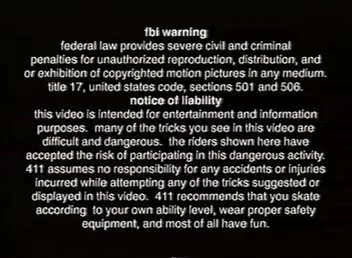 fbi warning
federal law provides severe civil and criminal
penalties for unauthorized reproduction, distribution, and
or exhibition of copyrighted motion pictures in any medium.
title 17, united states code, sections 501 and 506.
notice of liability
this video is intended for entertainment and information
purposes. many of the tricks you see in this video are
difficult and dangerous. the riders shown here have
accepted the risk of participating in this dangerous activity.
411 assumes no responsibility for any accidents or injuries
incurred while attempting any of the tricks suggested or
displayed in this video. 411 recommends that you skate
according to your own ability level, wear proper safety
equipment, and most of all have fun.